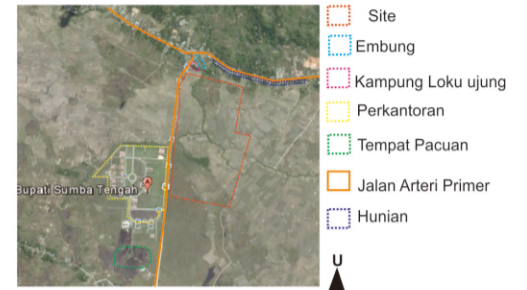 Site
Embung
Kampung Loku ujung
Perkantoran
Bupati Sumba Tengah
A
Tempat Pacuan
Jalan Arteri Primer
Hunian
U